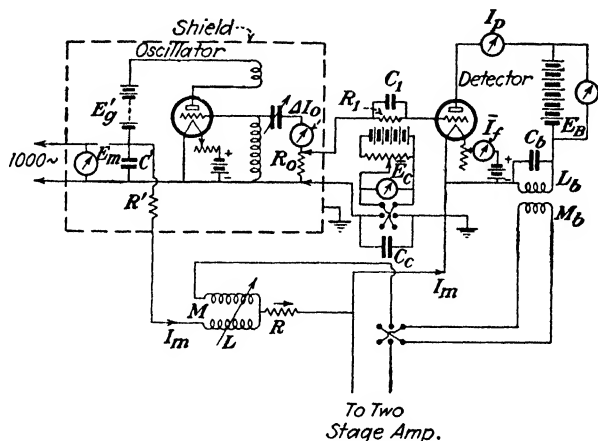 Shield
Oscillator
E'g
1000~
Em
C
R'
ΔIo
Ro
Ip
Detector
C1
R1
EB
Īf
Ec
Cb
Lb
Mb
Cc
Im
M
L
R
Im
To Two
Stage Amp.